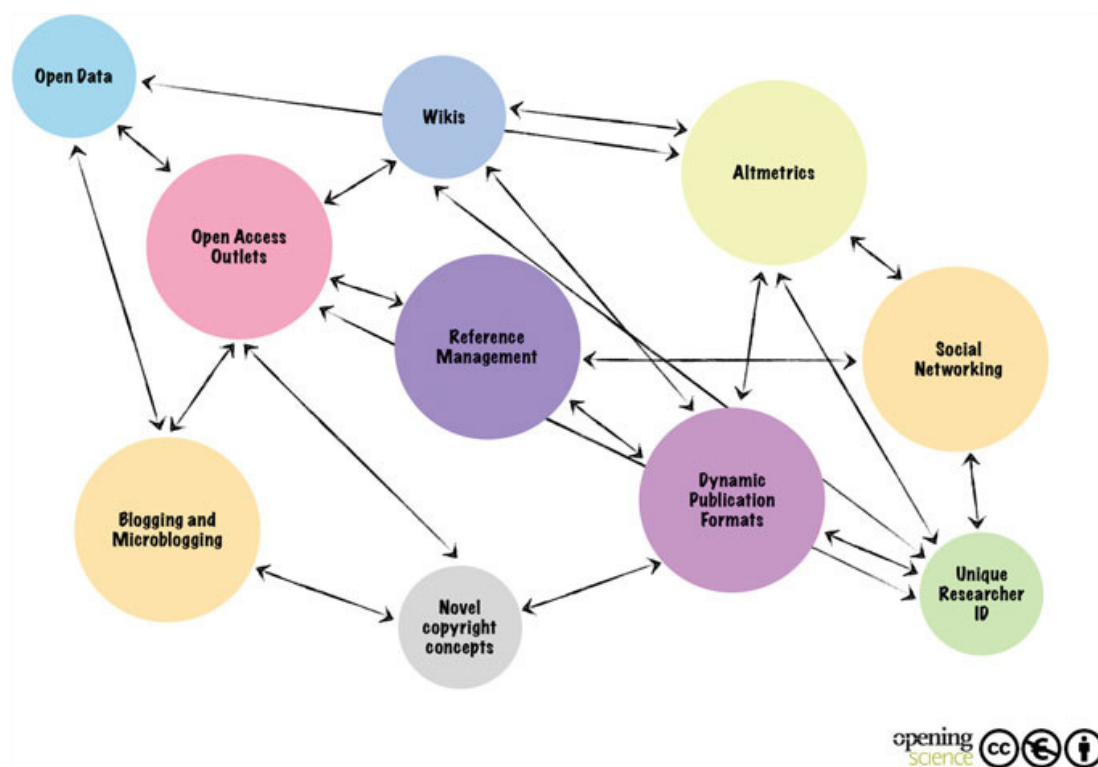 Open Data
Wikis
Altmetrics
Open Access
Outlets
Reference
Management
Social
Networking
Dynamic
Publication
Formats
Blogging and
Microblogging
Unique
Researcher
ID
Novel
copyright
concepts
opening
science
cc